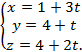 x = 1 + 3t
y = 4 + t
z = 4 + 2t.